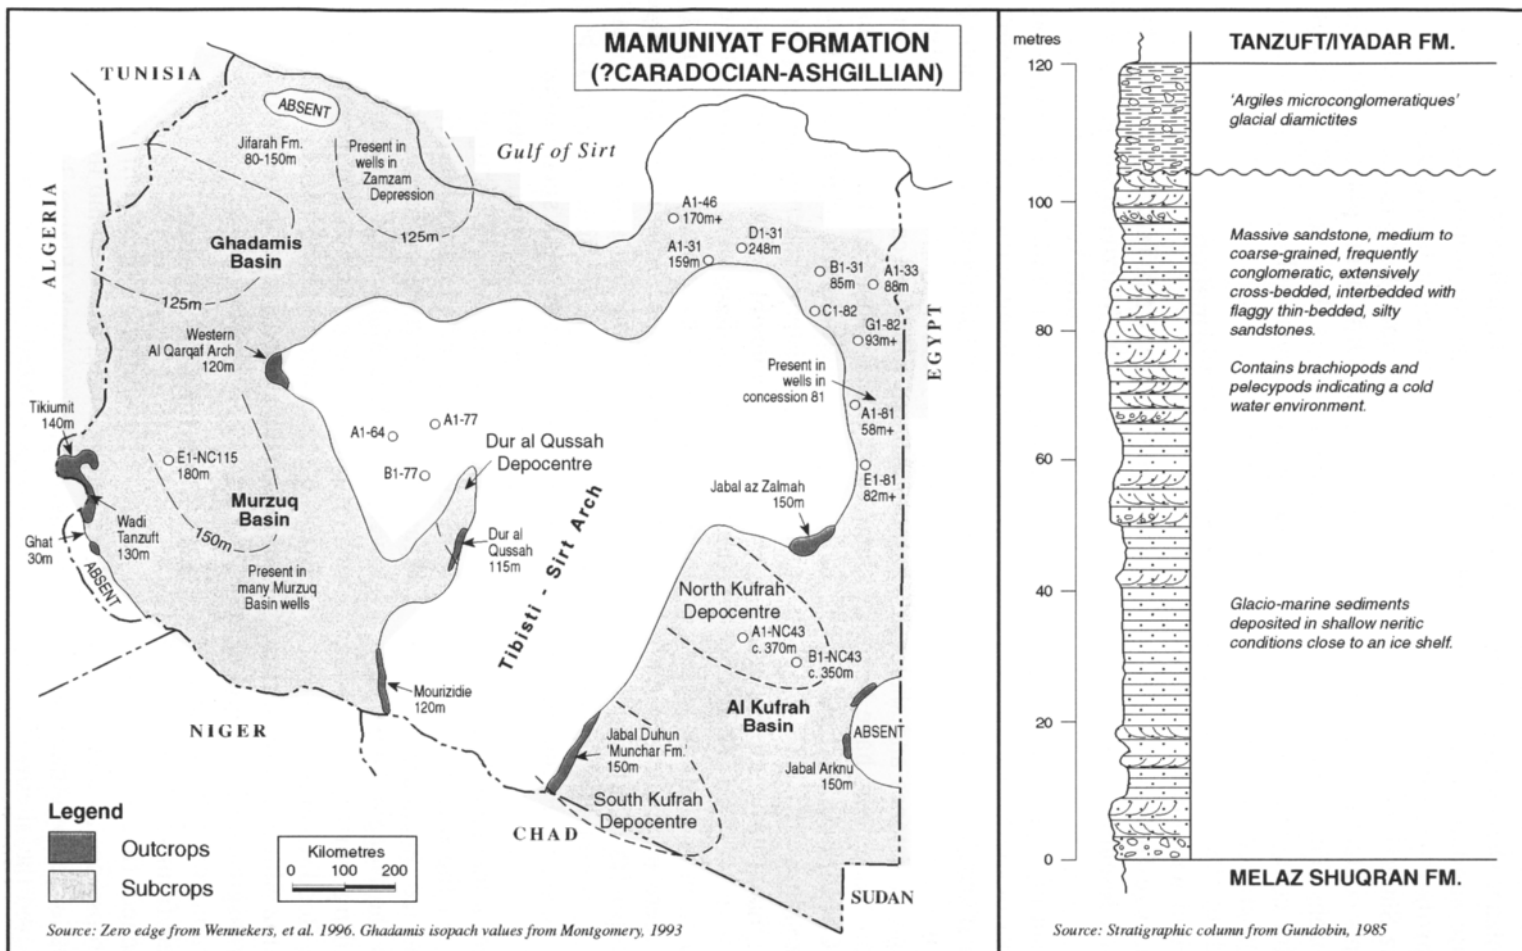 MAMUNIYAT FORMATION
(?CARADOCIAN-ASHGILLIAN)
TUNISIA
ABSENT
Jifarah Fm.
80-150m
Present in
wells in
Zamzam
Depression
Gulf of Sirt
ALGERIA
125m
Ghadamis
Basin
125m
A1-46
170m+
D1-31
248m
A1-31
159m
B1-31
85m
A1-33
88m
C1-82
G1-82
93m+
EGYPT
Western
Al Qarqaf Arch
120m
Present in
wells in
concession 81
A1-81
58m+
E1-81
82m+
Tikiumit
140m
E1-NC115
180m
A1-64
A1-77
B1-77
Dur al Qussah
Depocentre
Murzuq
Basin
150m
Wadi
Tanzuft
130m
Ghat
30m
ABSENT
Present in
many Murzuq
Basin wells
Dur al
Qussah
115m
Tibisti - Sirt Arch
Jabal az Zalmah
150m
North Kufrah
Depocentre
A1-NC43
c. 370m
B1-NC43
c. 350m
Al Kufrah
Basin
ABSENT
Jabal Arknu
150m
Mourizidie
120m
NIGER
Jabal Duhun
'Munchar Fm.'
150m
South Kufrah
Depocentre
CHAD
SUDAN
Legend
Outcrops
Subcrops
Kilometres
0 100 200
Source: Zero edge from Wennekers, et al. 1996. Ghadamis isopach values from Montgomery, 1993
metres
TANZUFT/IYADAR FM.
120
'Argiles microconglomeratiques'
glacial diamictites
100
Massive sandstone, medium to
coarse-grained, frequently
conglomeratic, extensively
cross-bedded, interbedded with
flaggy thin-bedded, silty
sandstones.
80
Contains brachiopods and
pelecypods indicating a cold
water environment.
60
40
Glacio-marine sediments
deposited in shallow neritic
conditions close to an ice shelf.
20
0
MELAZ SHUQRAN FM.
Source: Stratigraphic column from Gundobin, 1985